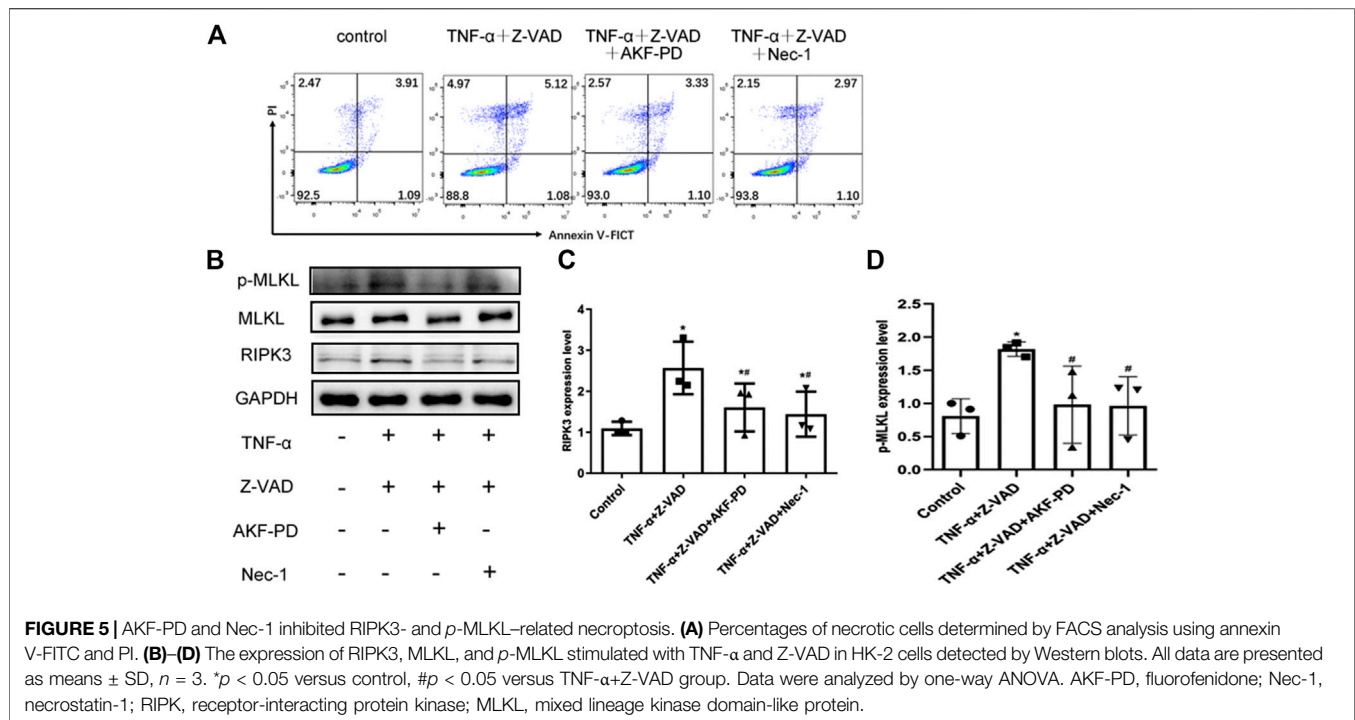 A
control
TNF-α+Z-VAD
TNF-α+Z-VAD
+AKF-PD
TNF-α+Z-VAD
+Nec-1
2.47 3.91
4.97 5.12
2.57 3.33
2.15 2.97
PI
92.5 1.09
88.8 1.08
93.0 1.10
93.8 1.10
Annexin V-FICT
B
p-MLKL
MLKL
RIPK3
GAPDH
TNF-α - + + +
Z-VAD - + + +
AKF-PD - - + -
Nec-1 - - - +
C
RIPK3 expression level
4
3
2
1
0
*
*#
*#
Control
TNF-α+Z-VAD
TNF-α+Z-VAD+AKF-PD
TNF-α+Z-VAD+Nec-1
D
p-MLKL expression level
2.5
2.0
1.5
1.0
0.5
0.0
*
#
#
Control
TNF-α+Z-VAD
TNF-α+Z-VAD+AKF-PD
TNF-α+Z-VAD+Nec-1
FIGURE 5 | AKF-PD and Nec-1 inhibited RIPK3- and p-MLKL–related necroptosis. (A) Percentages of necrotic cells determined by FACS analysis using annexin
V-FITC and PI. (B)–(D) The expression of RIPK3, MLKL, and p-MLKL stimulated with TNF-α and Z-VAD in HK-2 cells detected by Western blots. All data are presented
as means ± SD, n = 3. *p < 0.05 versus control, #p < 0.05 versus TNF-α+Z-VAD group. Data were analyzed by one-way ANOVA. AKF-PD, fluorofenidone; Nec-1,
necrostatin-1; RIPK, receptor-interacting protein kinase; MLKL, mixed lineage kinase domain-like protein.